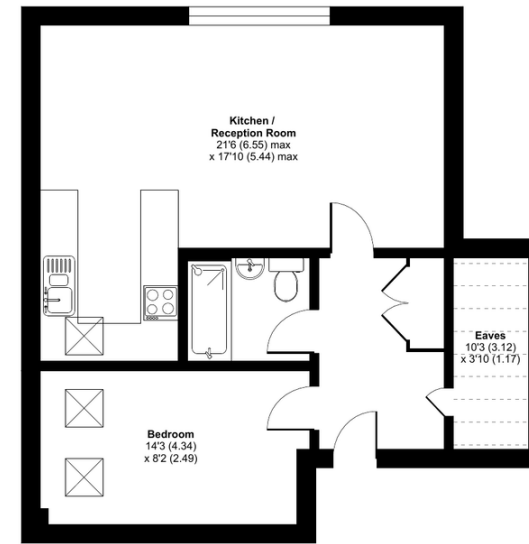 Kitchen /
Reception Room
21'6 (6.55) max
x 17'10 (5.44) max
Eaves
10'3 (3.12)
x 3'10 (1.17)
Bedroom
14'3 (4.34)
x 8'2 (2.49)